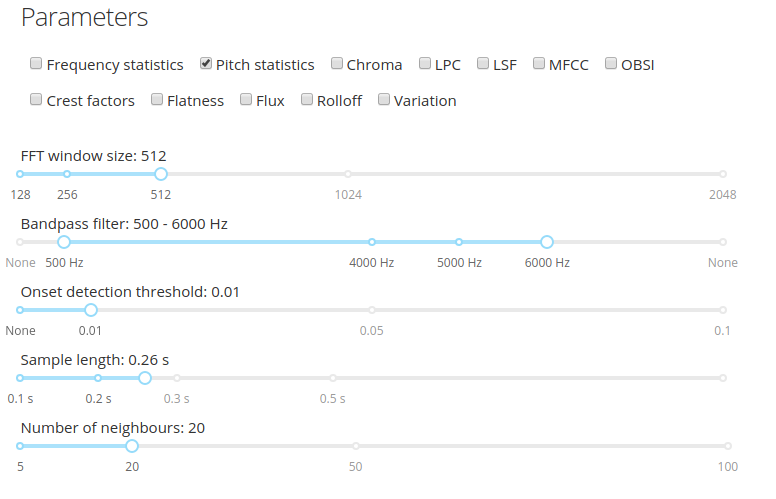 Parameters
Frequency statistics Pitch statistics Chroma LPC LSF MFCC OBSI
Crest factors Flatness Flux Rolloff Variation
FFT window size: 512
128 256 512 1024 2048
Bandpass filter: 500 - 6000 Hz
None 500 Hz 4000 Hz 5000 Hz 6000 Hz None
Onset detection threshold: 0.01
None 0.01 0.05 0.1
Sample length: 0.26 s
0.1 s 0.2 s 0.3 s 0.5 s
Number of neighbours: 20
5 20 50 100